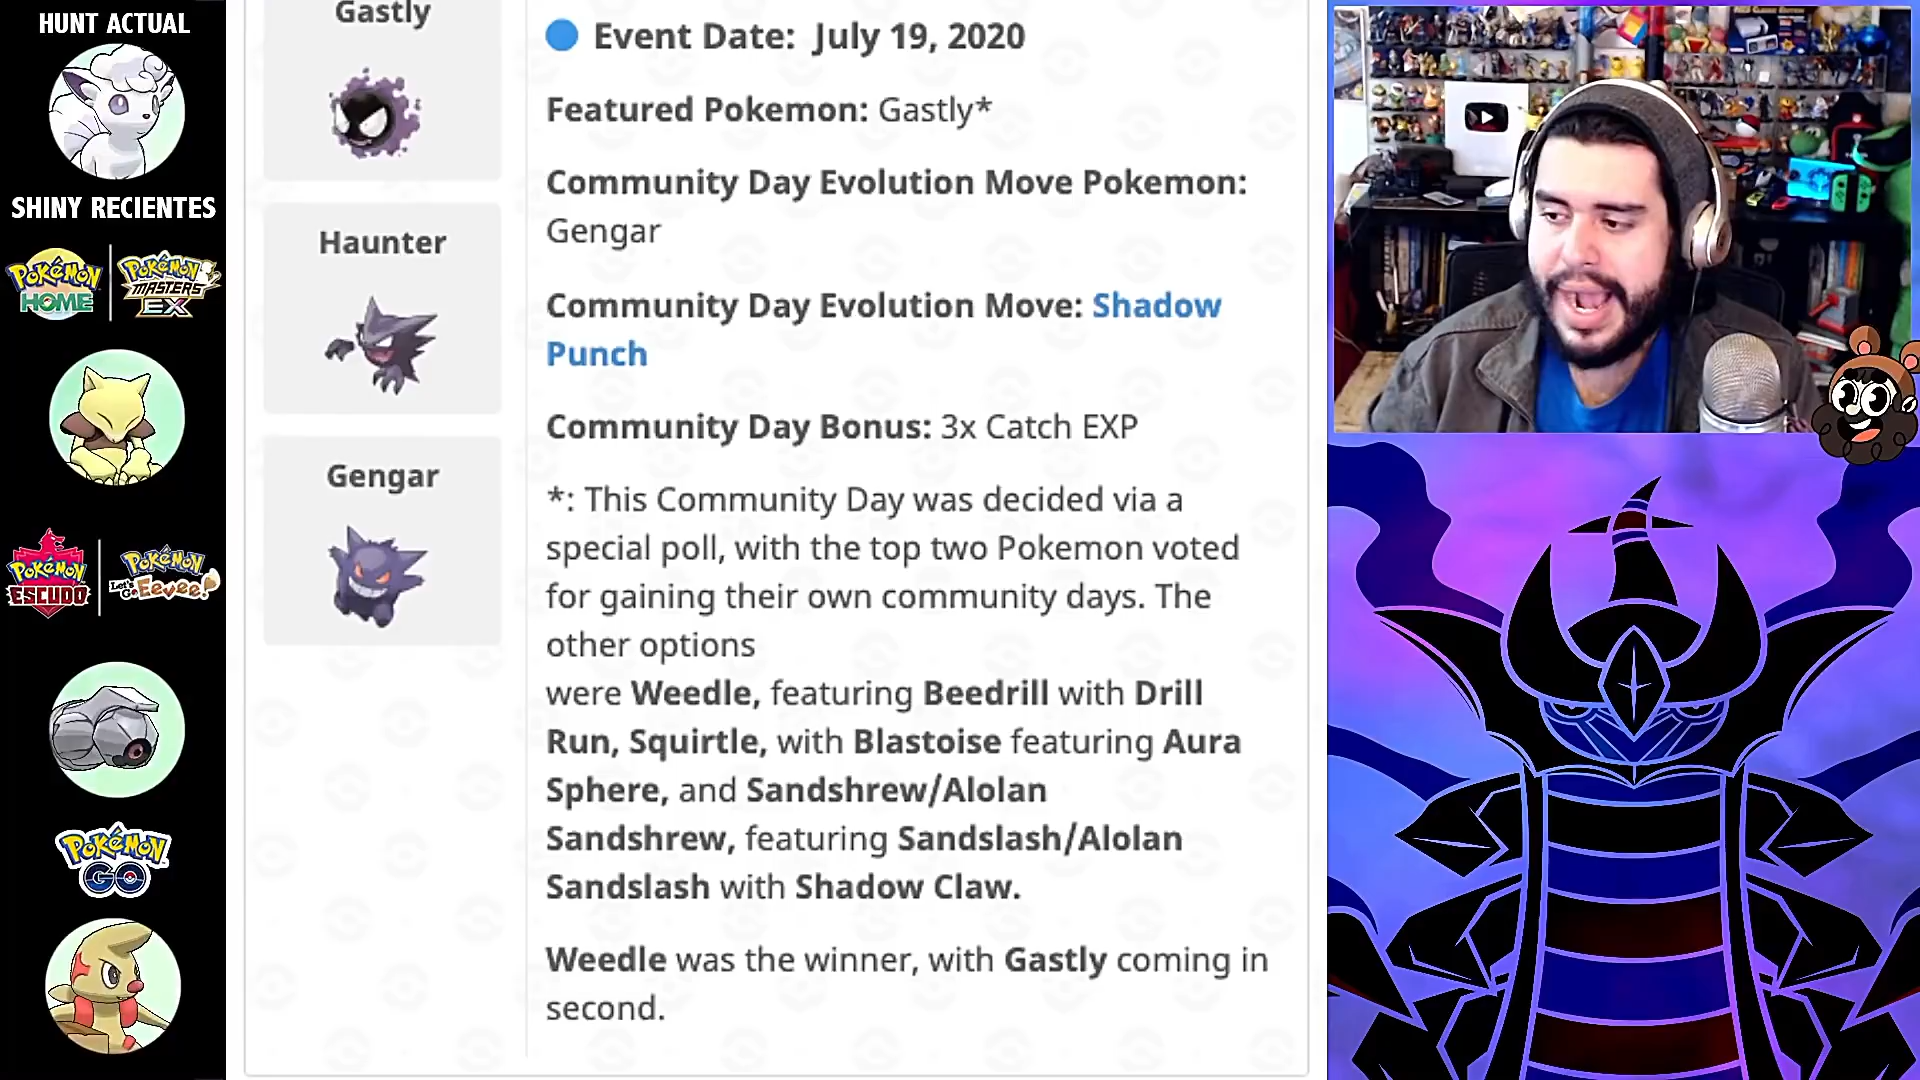 HUNT ACTUAL
SHINY RECIENTES
POKéMON
HOME
POKéMON
MASTERS
EX
POKéMON
ESCUDO
POKéMON
Let's Go Eevee!
POKéMON
GO
Gastly
Haunter
Gengar
Event Date: July 19, 2020
Featured Pokemon: Gastly*
Community Day Evolution Move Pokemon:
Gengar
Community Day Evolution Move: Shadow
Punch
Community Day Bonus: 3x Catch EXP
*: This Community Day was decided via a
special poll, with the top two Pokemon voted
for gaining their own community days. The
other options
were Weedle, featuring Beedrill with Drill
Run, Squirtle, with Blastoise featuring Aura
Sphere, and Sandshrew/Alolan
Sandshrew, featuring Sandslash/Alolan
Sandslash with Shadow Claw.
Weedle was the winner, with Gastly coming in
second.